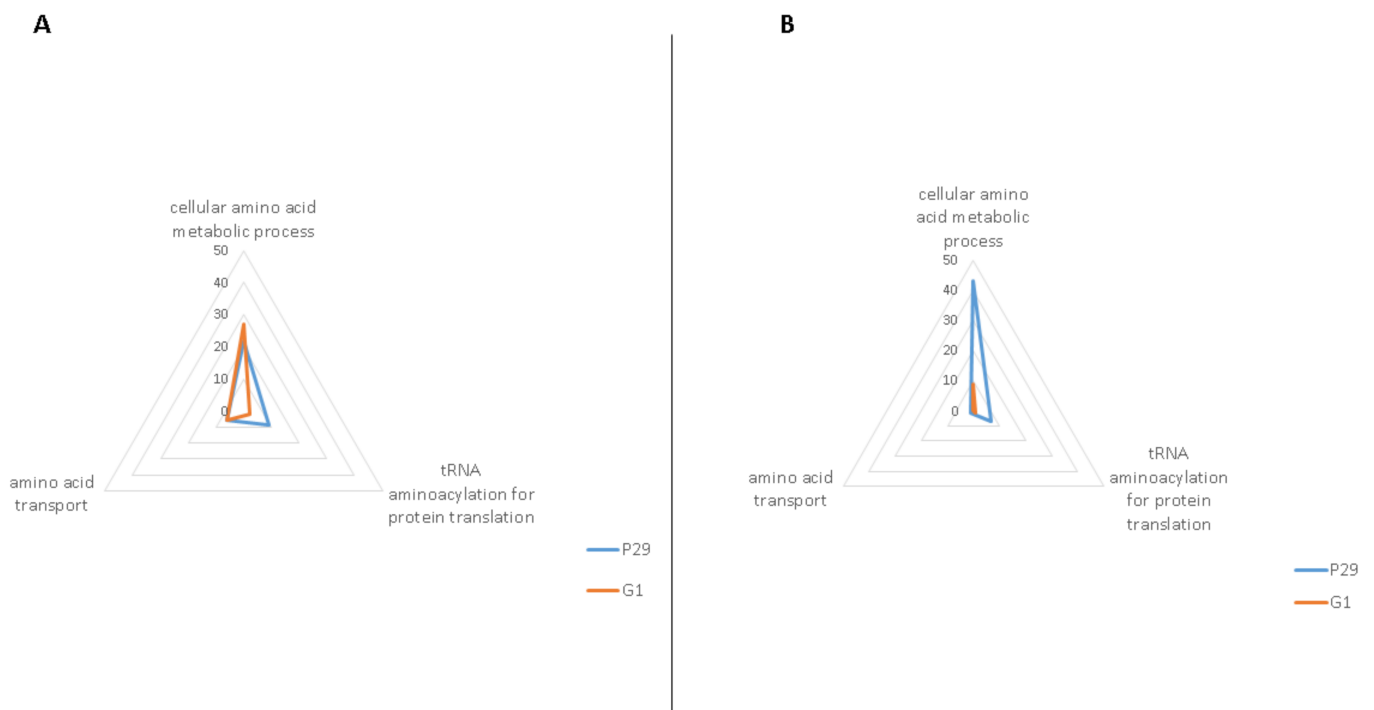 A
cellular amino acid
metabolic process
50
40
30
20
10
0
amino acid
transport
tRNA
aminoacylation for
protein translation
P29
G1
B
cellular amino
acid metabolic
process
50
40
30
20
10
0
amino acid
transport
tRNA
aminoacylation
for protein
translation
P29
G1